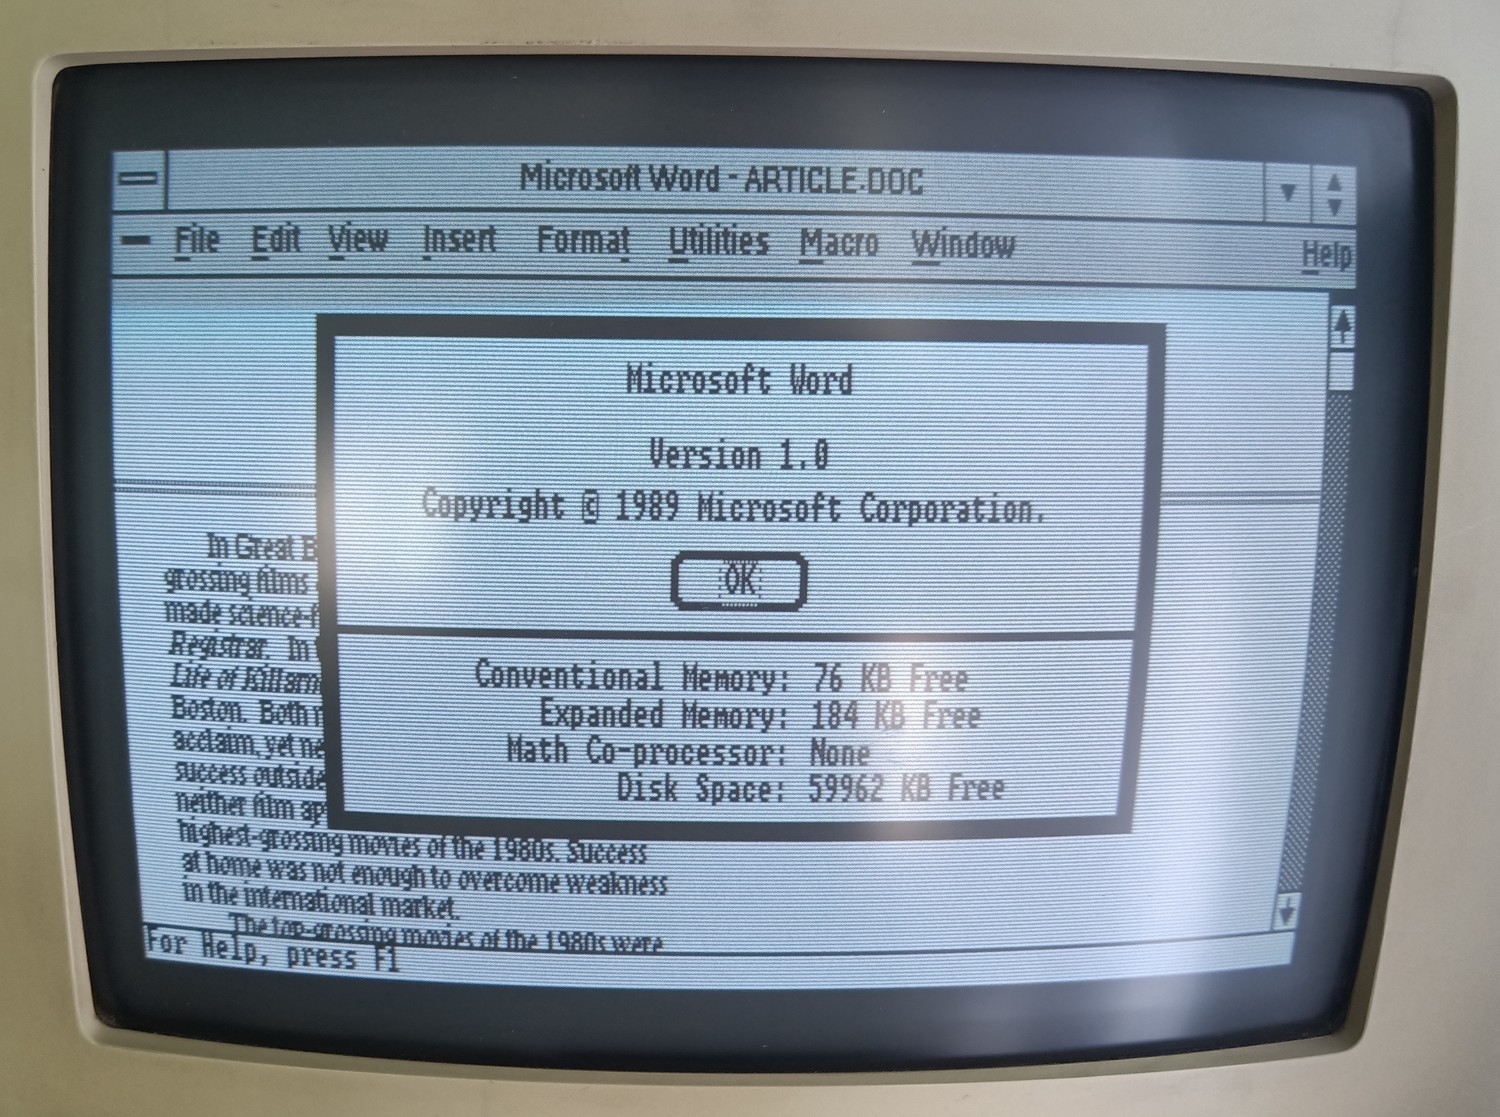 Microsoft Word - ARTICLE.DOC
File Edit View Insert Format Utilities Macro Window Help
Microsoft Word
Version 1.0
Copyright © 1989 Microsoft Corporation.
OK
Conventional Memory: 76 KB Free
Expanded Memory: 184 KB Free
Math Co-processor: None
Disk Space: 59962 KB Free
In Great B
grossing films
made science-f
Registrar. In
Life of Killarn
Boston. Both
acclaim, yet ne
success outside
neither film ap
highest-grossing movies of the 1980s. Success
at home was not enough to overcome weakness
in the international market.
The top-grossing movies of the 1980s were
For Help, press F1